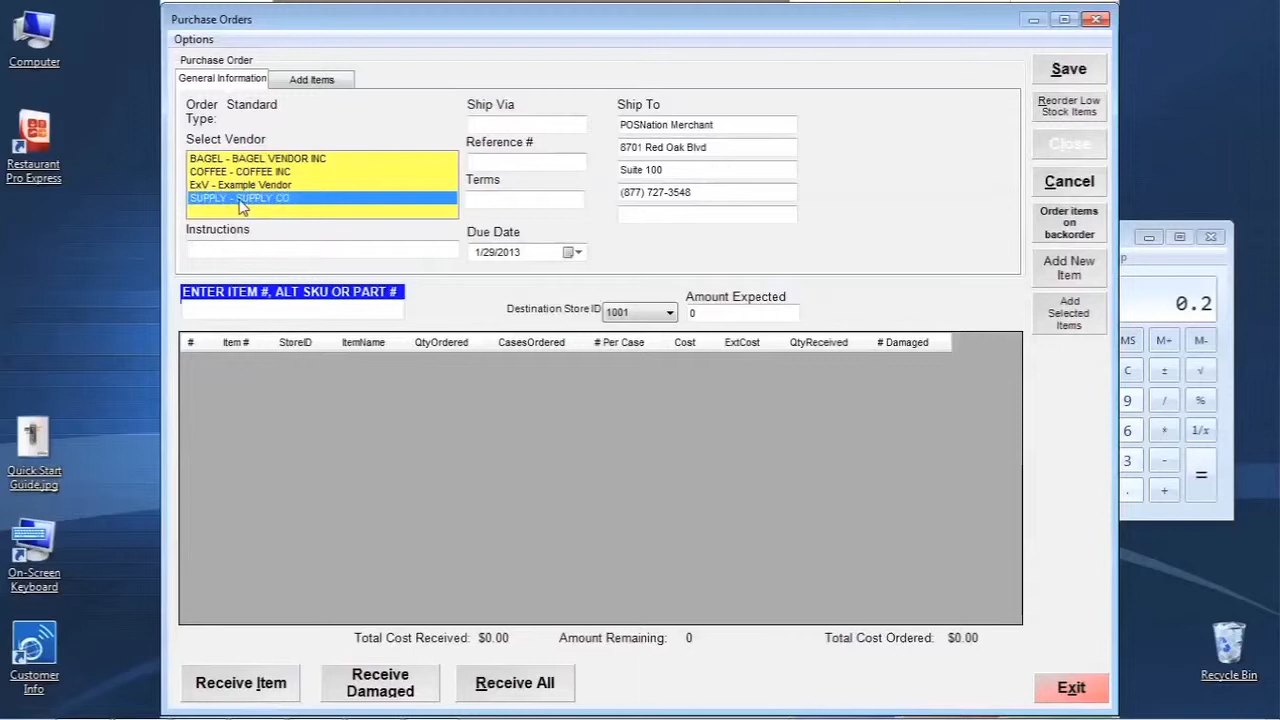 Purchase Orders
Options
Purchase Order
General Information
Add Items
Order Type: Standard
Select Vendor
BAGEL - BAGEL VENDOR INC
COFFEE - COFFEE INC
ExV - Example Vendor
SUPPLY - SUPPLY CO
Instructions
Ship Via
Reference #
Terms
Due Date
1/29/2013
Ship To
POSNation Merchant
8701 Red Oak Blvd
Suite 100
(877) 727-3548
ENTER ITEM #, ALT SKU OR PART #
Destination Store ID
1001
Amount Expected
0
# Item # StoreID ItemName QtyOrdered CasesOrdered # Per Case Cost ExtCost QtyReceived # Damaged
Total Cost Received: $0.00
Amount Remaining: 0
Total Cost Ordered: $0.00
Receive Item
Receive
Damaged
Receive All
Exit
Save
Reorder Low
Stock Items
Close
Cancel
Order items
on
backorder
Add New
Item
Add
Selected
Items
Computer
Restaurant
Pro Express
Quick Start
Guide.jpg
On-Screen
Keyboard
Customer
Info
Recycle Bin
p
0.2
MS M+ M-
C ± √
9 / %
6 * 1/x
3 - =
. +